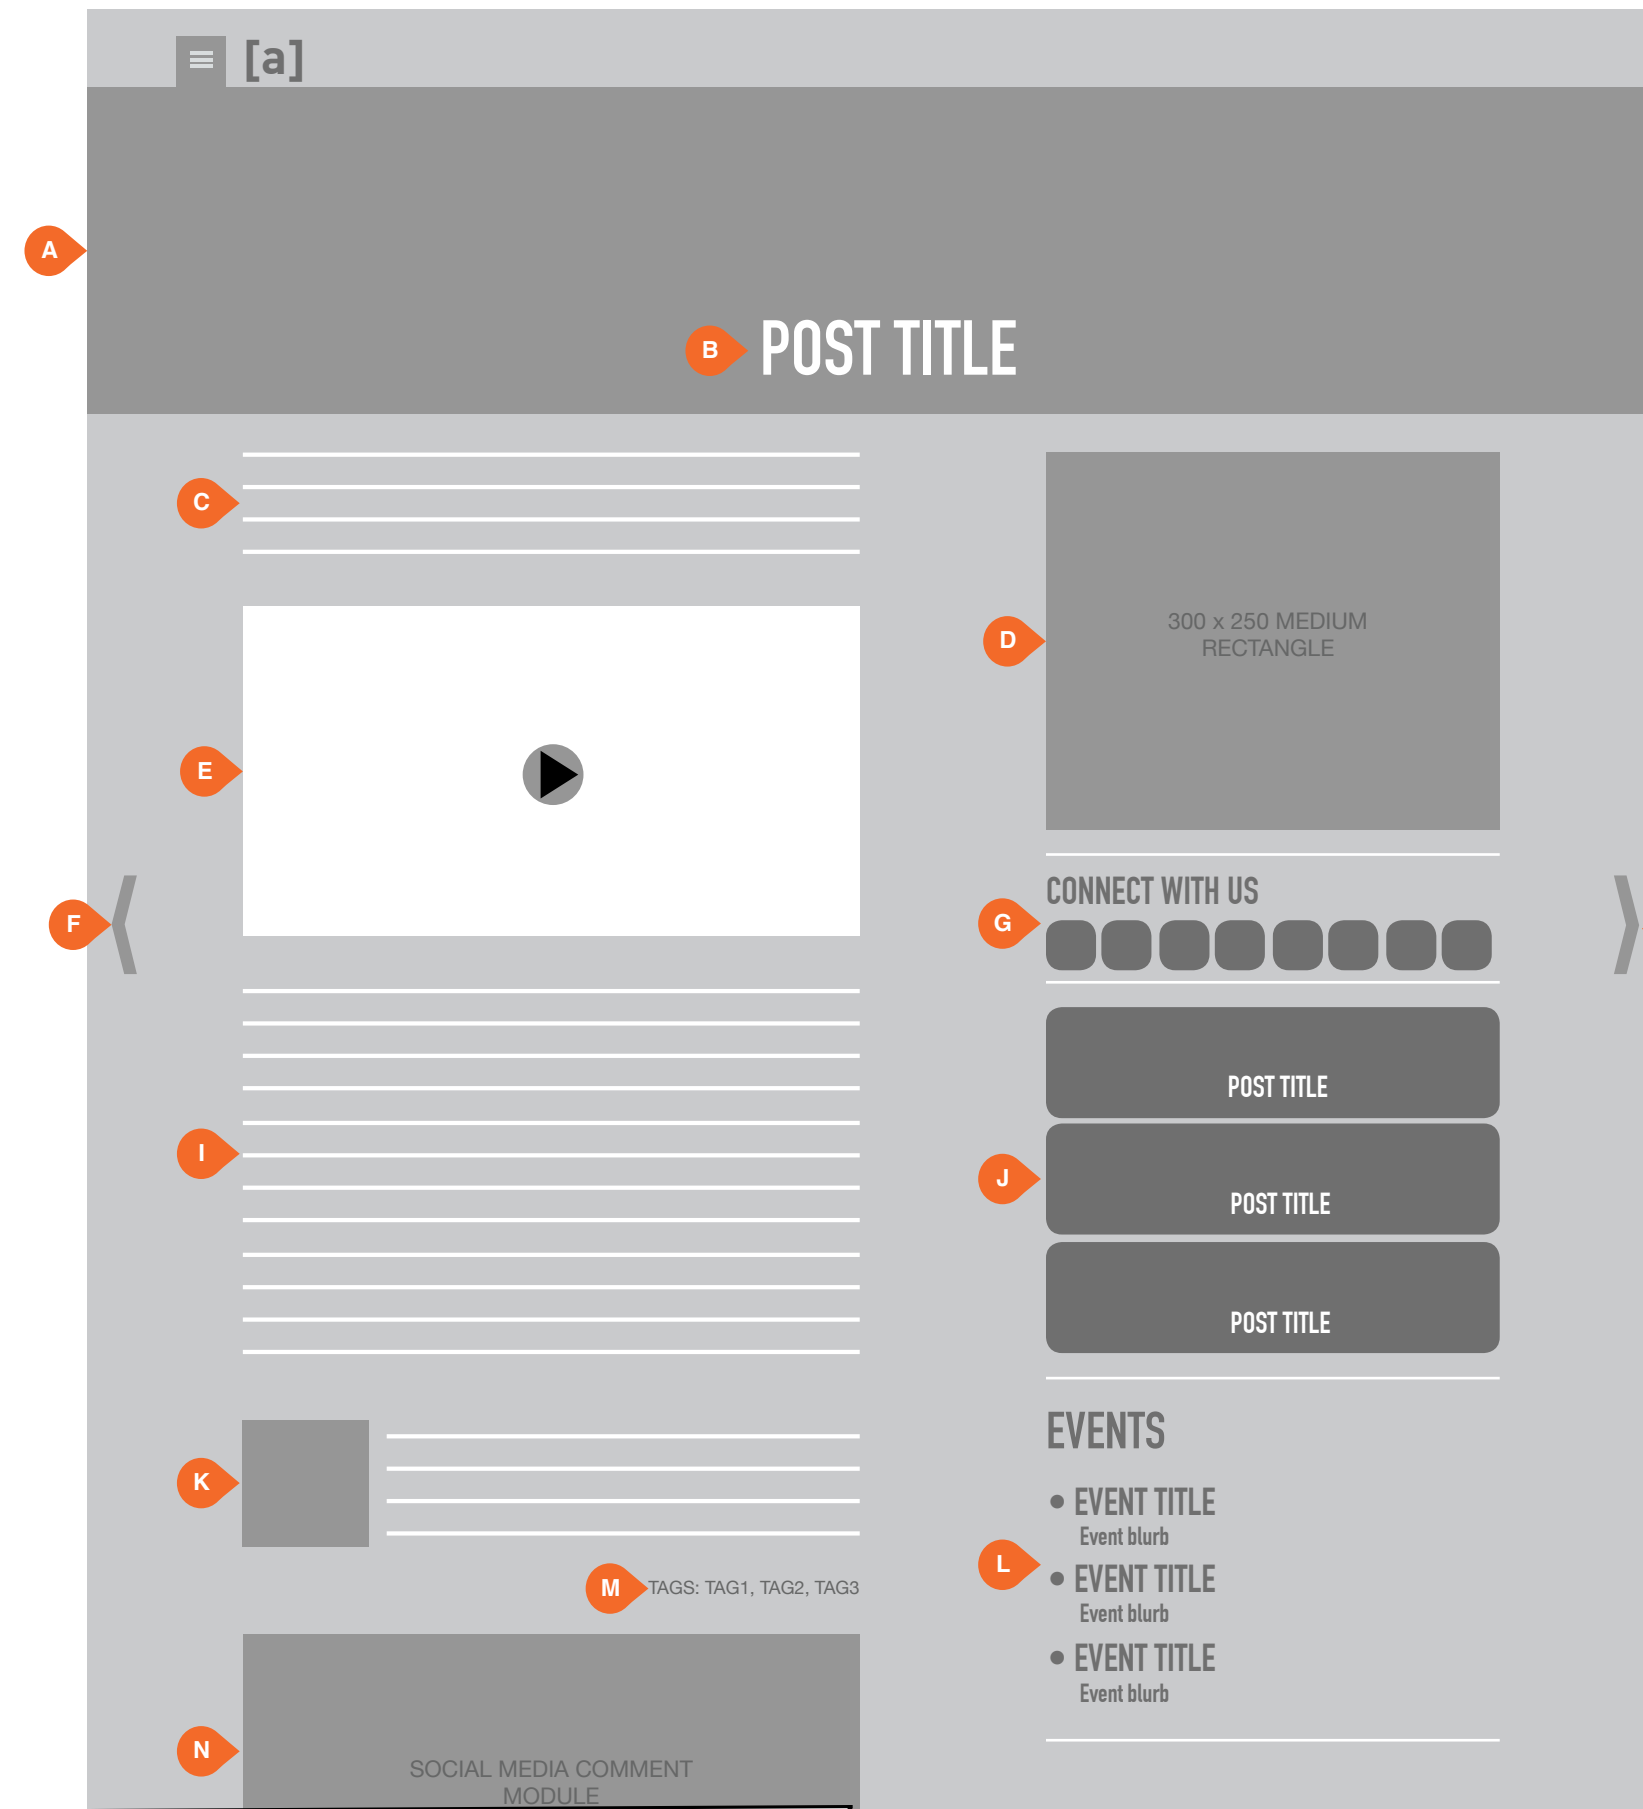 [a]
A
B
POST TITLE
C
300 x 250 MEDIUM
RECTANGLE
D
E
F
CONNECT WITH US
G
POST TITLE
I
J
POST TITLE
POST TITLE
EVENTS
K
EVENT TITLE
Event blurb
L
EVENT TITLE
Event blurb
M
TAGS: TAG1, TAG2, TAG3
EVENT TITLE
Event blurb
N
SOCIAL MEDIA COMMENT
MODULE